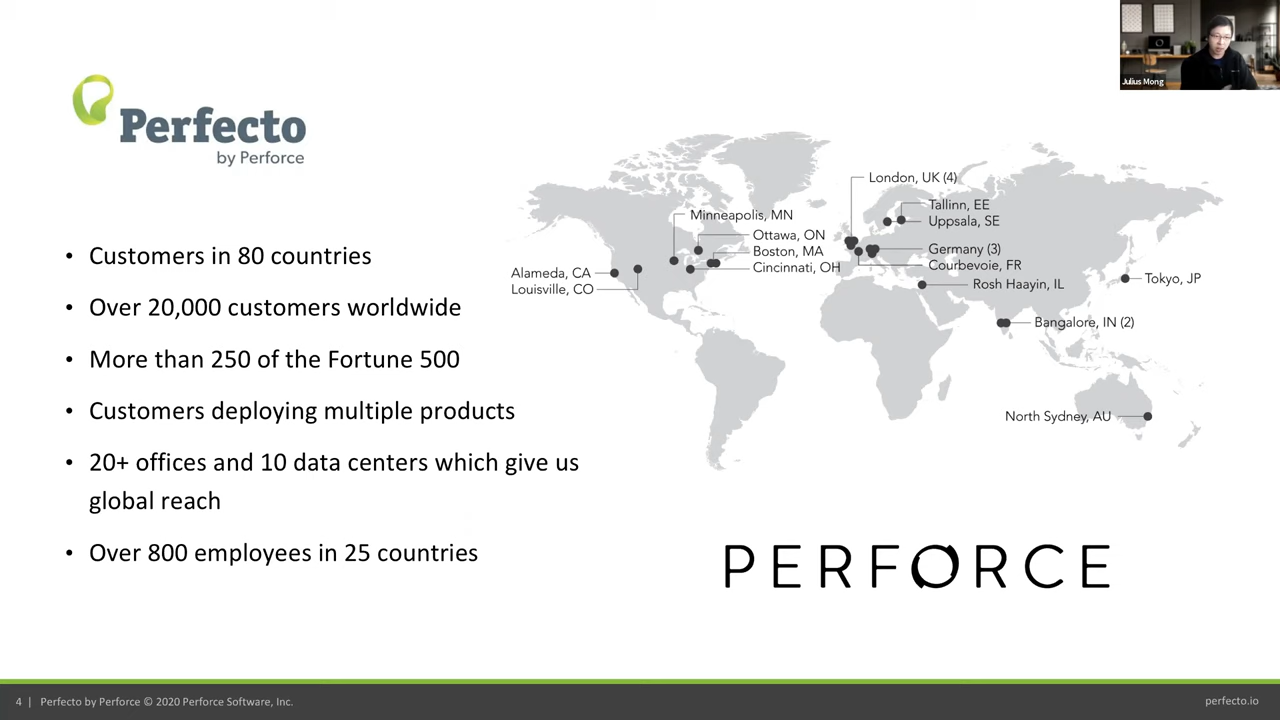 Julius Mong
Perfecto
by Perforce
• Customers in 80 countries
• Over 20,000 customers worldwide
• More than 250 of the Fortune 500
• Customers deploying multiple products
• 20+ offices and 10 data centers which give us
global reach
• Over 800 employees in 25 countries
London, UK (4)
Tallinn, EE
Uppsala, SE
Minneapolis, MN
Ottawa, ON
Boston, MA
Cincinnati, OH
Germany (3)
Courbevoie, FR
Alameda, CA
Louisville, CO
Rosh Haayin, IL
Tokyo, JP
Bangalore, IN (2)
North Sydney, AU
PERFORCE
4 | Perfecto by Perforce © 2020 Perforce Software, Inc.
perfecto.io